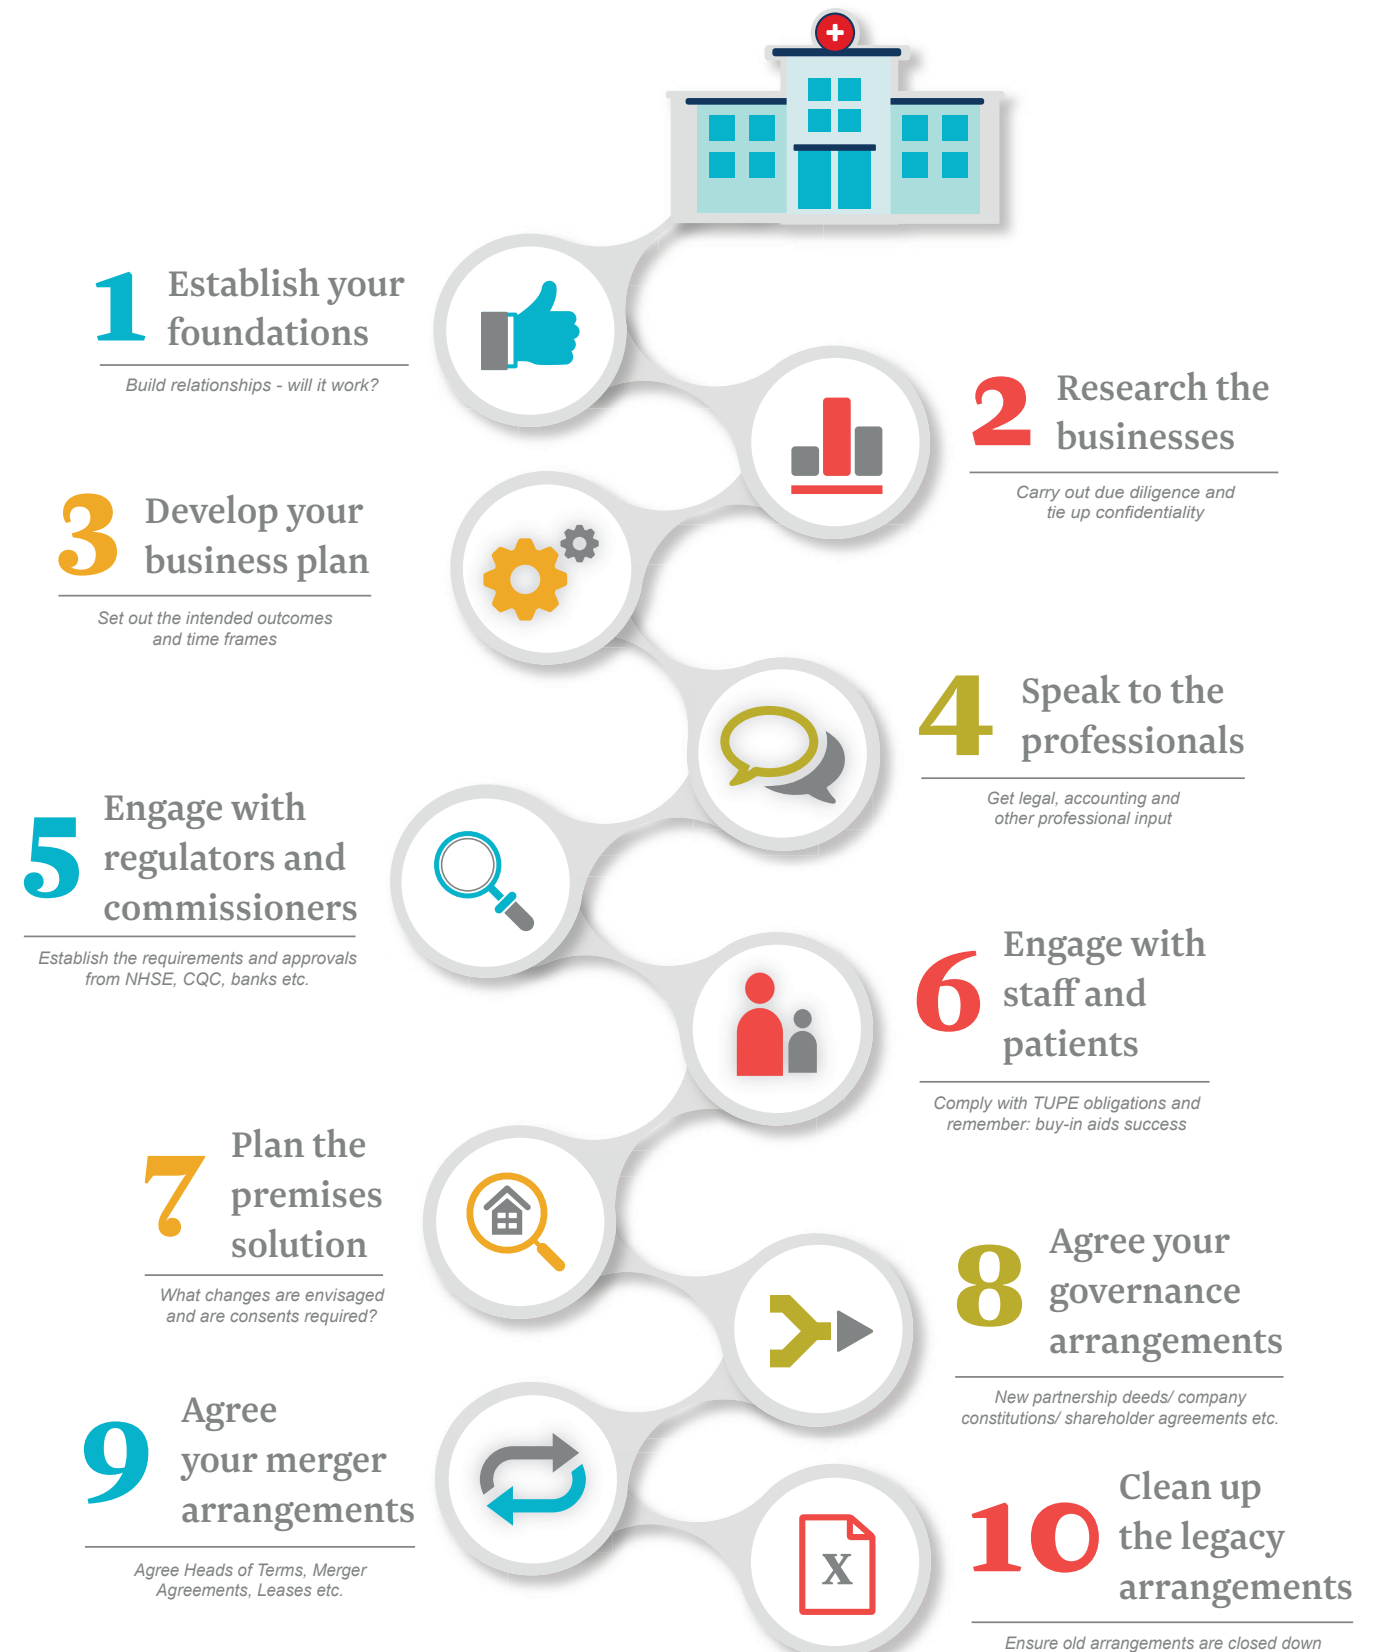 1
Establish your
foundations
Build relationships - will it work?
2
Research the
businesses
Carry out due diligence and
tie up confidentiality
3
Develop your
business plan
Set out the intended outcomes
and time frames
4
Speak to the
professionals
Get legal, accounting and
other professional input
5
Engage with
regulators and
commissioners
Establish the requirements and approvals
from NHSE, CQC, banks etc.
6
Engage with
staff and
patients
Comply with TUPE obligations and
remember: buy-in aids success
7
Plan the
premises
solution
What changes are envisaged
and are consents required?
8
Agree your
governance
arrangements
New partnership deeds/ company
constitutions/ shareholder agreements etc.
9
Agree
your merger
arrangements
Agree Heads of Terms, Merger
Agreements, Leases etc.
X
10
Clean up
the legacy
arrangements
Ensure old arrangements are closed down